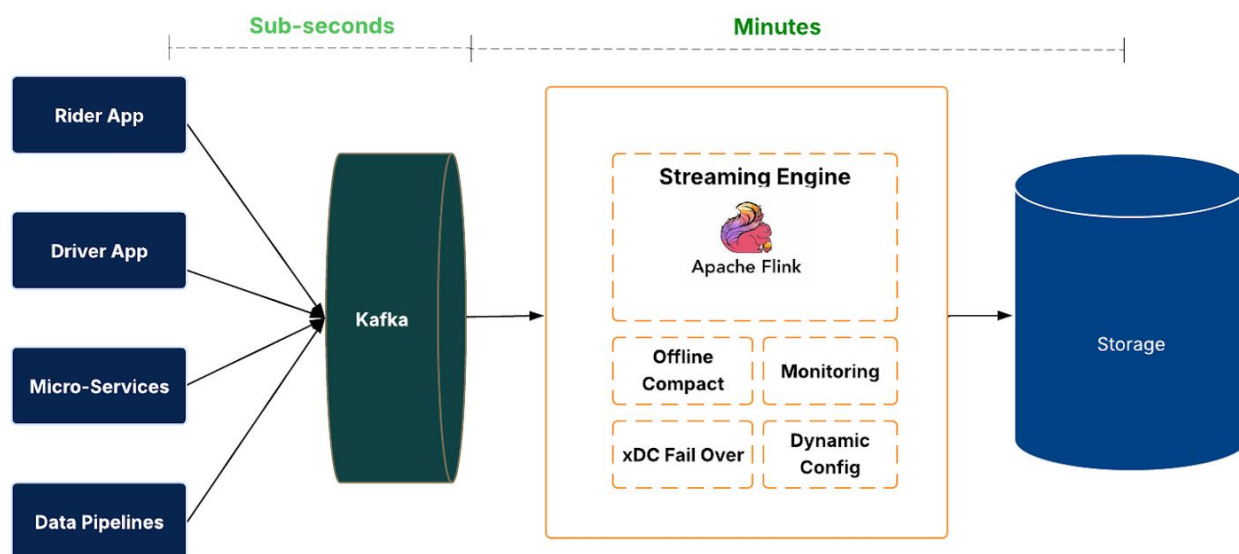 Sub-seconds
Minutes
Rider App
Driver App
Micro-Services
Data Pipelines
Kafka
Streaming Engine
Apache Flink
Offline
Compact
Monitoring
xDC Fail Over
Dynamic
Config
Storage